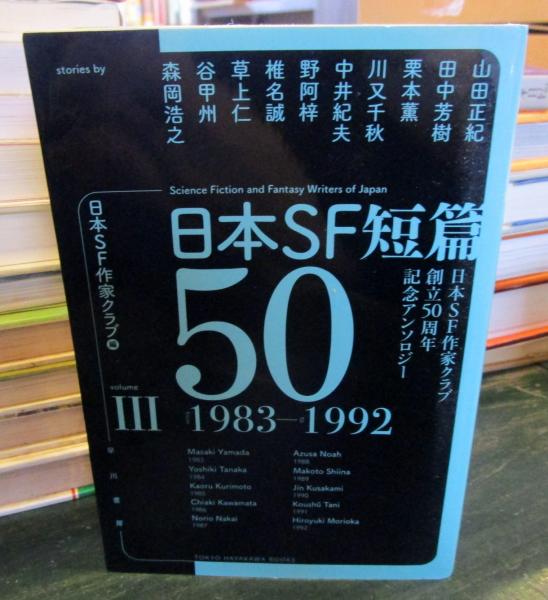 stories by
山田正紀
田中芳樹
栗本薫
川又千秋
中井紀夫
野阿梓
椎名誠
草上仁
谷甲州
森岡浩之
Science Fiction and Fantasy Writers of Japan
日本SF短篇
50
日本SF作家クラブ
創立50周年
記念アンソロジー
日本SF作家クラブ編
volume
III
1983—1992
Masaki Yamada
1983
Yoshiki Tanaka
1984
Kaoru Kurimoto
1985
Chiaki Kawamata
1986
Norio Nakai
1987
Azusa Noah
1988
Makoto Shiina
1989
Jin Kusakami
1990
Koushū Tani
1991
Hiroyuki Morioka
1992
早川書房
TOKYO HAYAKAWA BOOKS